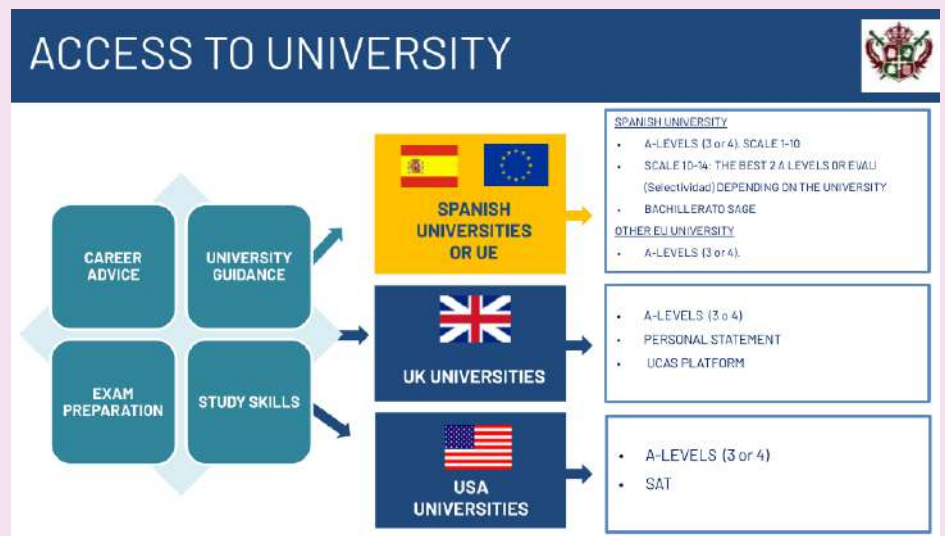 ACCESS TO UNIVERSITY
CAREER
ADVICE
UNIVERSITY
GUIDANCE
EXAM
PREPARATION
STUDY SKILLS
SPANISH
UNIVERSITIES
OR UE
SPANISH UNIVERSITY
• A-LEVELS (3 or 4). SCALE 1-10
• SCALE 10-14: THE BEST 2 A LEVELS OR EVAU
(Selectividad) DEPENDING ON THE UNIVERSITY
• BACHILLERATO SAGE
OTHER EU UNIVERSITY
• A-LEVELS (3 or 4).
UK UNIVERSITIES
• A-LEVELS (3 o 4)
• PERSONAL STATEMENT
• UCAS PLATFORM
USA
UNIVERSITIES
• A-LEVELS (3 or 4)
• SAT